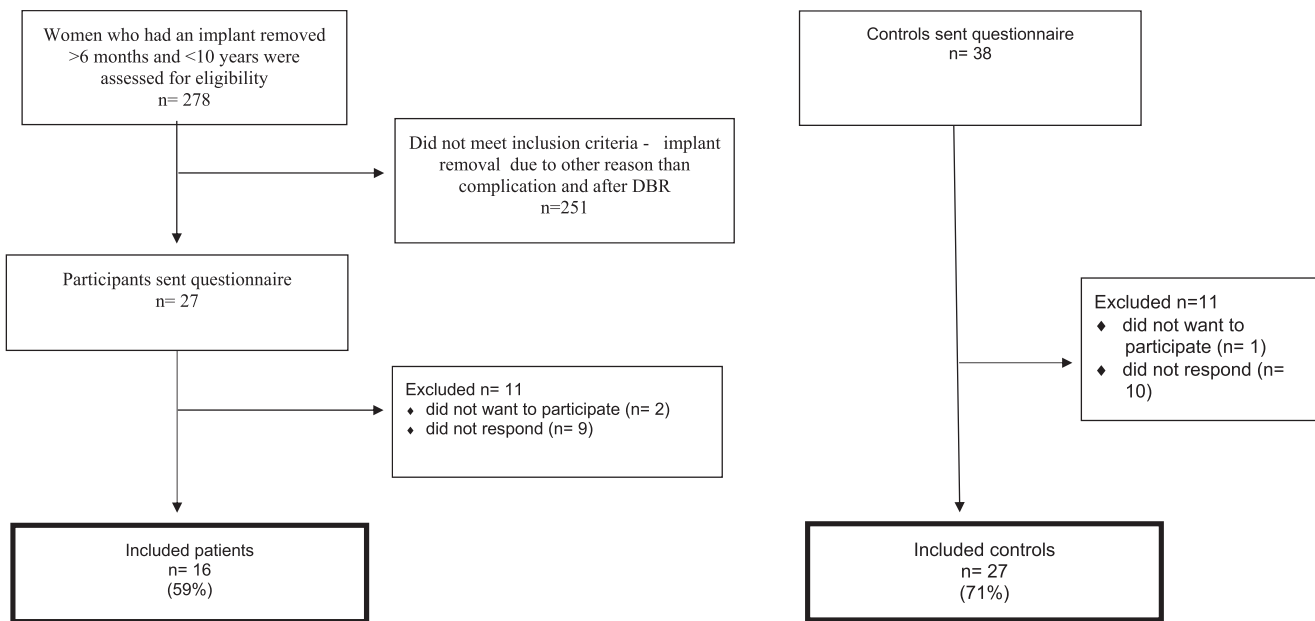 Women who had an implant removed
>6 months and <10 years were
assessed for eligibility
n= 278
Did not meet inclusion criteria - implant
removal due to other reason than
complication and after DBR
n=251
Participants sent questionnaire
n= 27
Excluded n= 11
♦ did not want to participate (n= 2)
♦ did not respond (n= 9)
Included patients
n= 16
(59%)
Controls sent questionnaire
n= 38
Excluded n=11
♦ did not want to
participate (n= 1)
♦ did not respond (n=
10)
Included controls
n= 27
(71%)